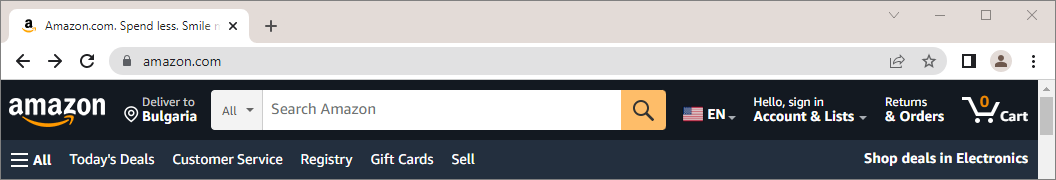 Amazon.com. Spend less. Smile m
amazon.com
amazon
Deliver to
Bulgaria
All
Search Amazon
EN
Hello, sign in
Account & Lists
Returns
& Orders
0
Cart
All
Today's Deals
Customer Service
Registry
Gift Cards
Sell
Shop deals in Electronics